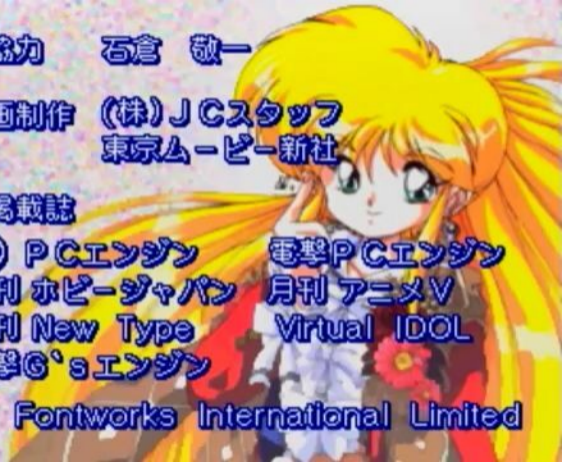 協力 石倉 敬一
画制作 (株)JCスタッフ
東京ムービー新社
掲載誌
) PCエンジン 電撃PCエンジン
刊 ホビージャパン 月刊 アニメV
刊 New Type Virtual IDOL
撃G`sエンジン
Fontworks International Limited